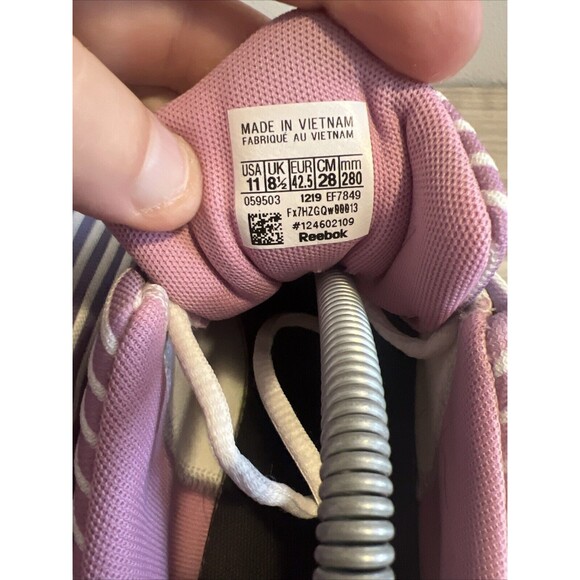 MADE IN VIETNAM
FABRIQUÉ AU VIETNAM
USA UK EUR CM mm
11 8½ 42.5 28 280
059503 1219 EF7849
Fx7HZGQw00013
#124602109
Reebok